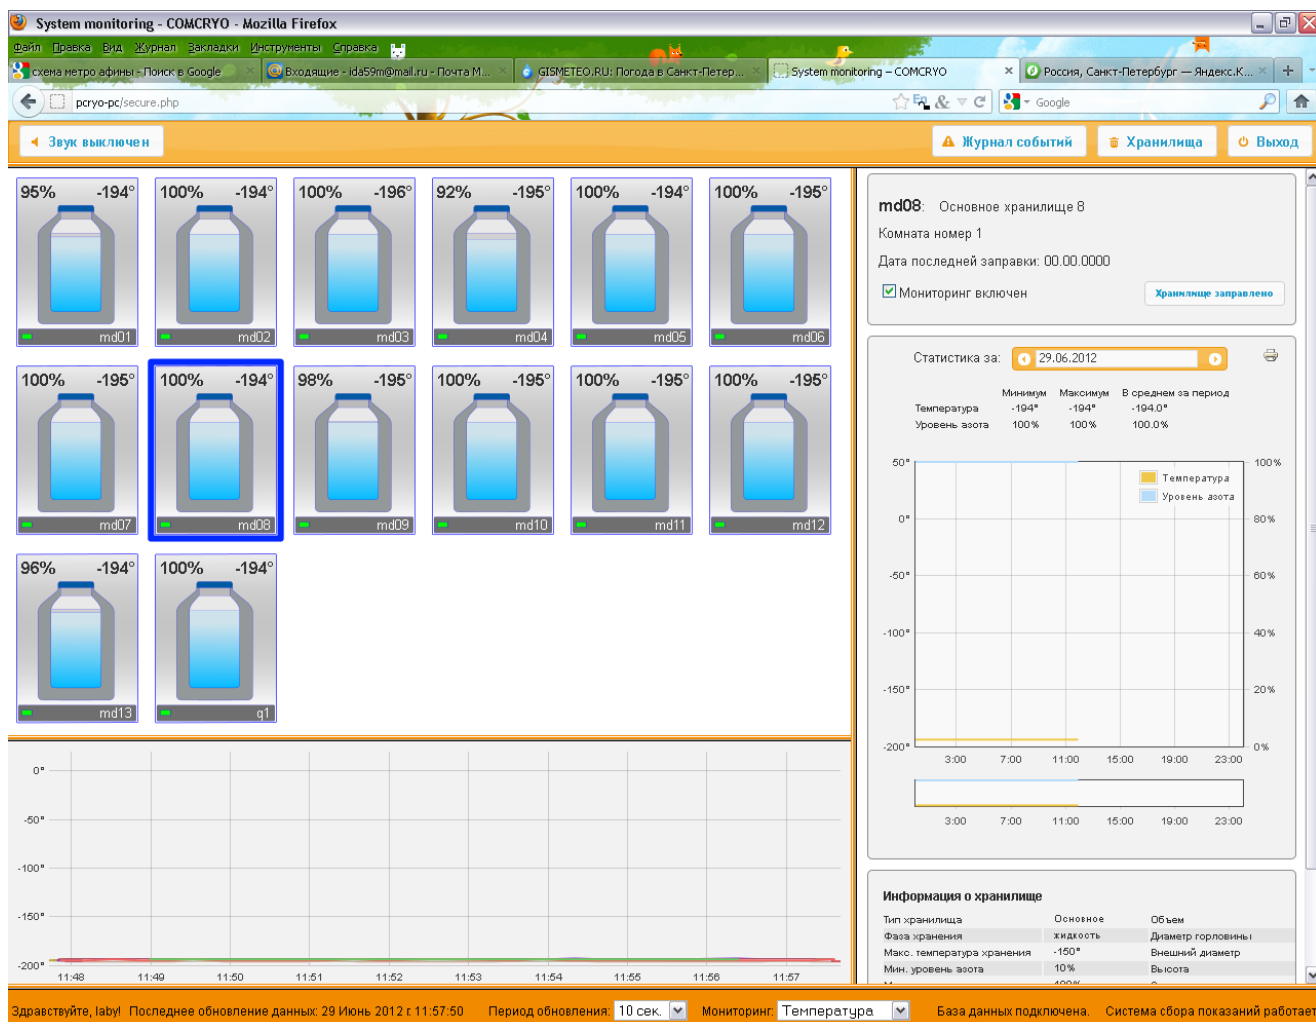 System monitoring - COMCRYO - Mozilla Firefox
Файл Правка Вид Журнал Закладки Инструменты Справка
схема метро афины - Поиск в Google
Входящие - ida59m@mail.ru - Почта М...
GISMETEO.RU: Погода в Санкт-Петер...
System monitoring – COMCRYO
Россия, Санкт-Петербург — Яндекс.К...
pcryo-pc/secure.php
Google
Звук выключен
Журнал событий
Хранилища
Выход
95% -194° 100% -194° 100% -196° 92% -195° 100% -194° 100% -195°
md01 md02 md03 md04 md05 md06
100% -195° 100% -194° 98% -195° 100% -195° 100% -195° 100% -195°
md07 md08 md09 md10 md11 md12
96% -194° 100% -194°
md13 q1
0°
-50°
-100°
-150°
-200°
11:48 11:49 11:50 11:51 11:52 11:53 11:54 11:55 11:56 11:57
md08: Основное хранилище 8
Комната номер 1
Дата последней заправки: 00.00.0000
Мониторинг включен
Хранилище заправлено
Статистика за: 29.06.2012
Минимум Максимум В среднем за период
Температура -194° -194° -194.0°
Уровень азота 100% 100% 100.0%
50° 100%
Температура
Уровень азота
0° 80%
-50° 60%
-100° 40%
-150° 20%
-200° 0%
3:00 7:00 11:00 15:00 19:00 23:00
3:00 7:00 11:00 15:00 19:00 23:00
Информация о хранилище
Тип хранилища Основное Объем
Фаза хранения жидкость Диаметр горловины
Макс. температура хранения -150° Внешний диаметр
Мин. уровень азота 10% Высота
Здравствуйте, laby! Последнее обновление данных: 29 Июнь 2012 г. 11:57:50 Период обновления: 10 сек. Мониторинг: Температура База данных подключена. Система сбора показаний работае